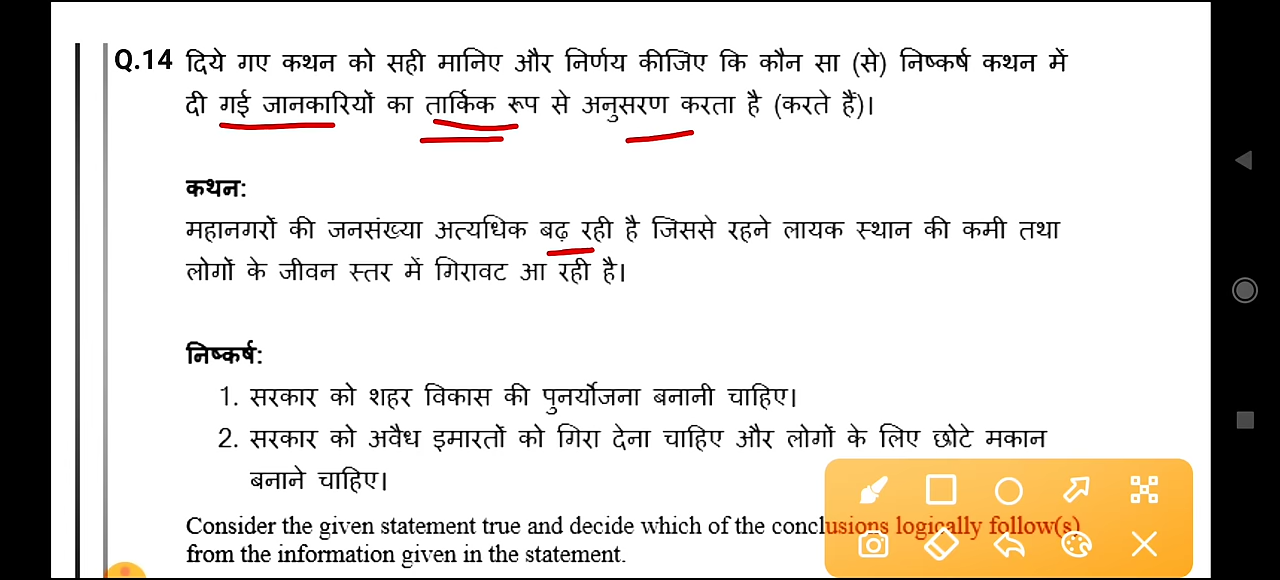 Q.14 दिये गए कथन को सही मानिए और निर्णय कीजिए कि कौन सा (से) निष्कर्ष कथन में
दी गई जानकारियों का तार्किक रूप से अनुसरण करता है (करते हैं)।
कथन:
महानगरों की जनसंख्या अत्यधिक बढ़ रही है जिससे रहने लायक स्थान की कमी तथा
लोगों के जीवन स्तर में गिरावट आ रही है।
निष्कर्ष:
1. सरकार को शहर विकास की पुनर्योजना बनानी चाहिए।
2. सरकार को अवैध इमारतों को गिरा देना चाहिए और लोगों के लिए छोटे मकान
बनाने चाहिए।
Consider the given statement true and decide which of the conclusions logically follow(s)
from the information given in the statement.